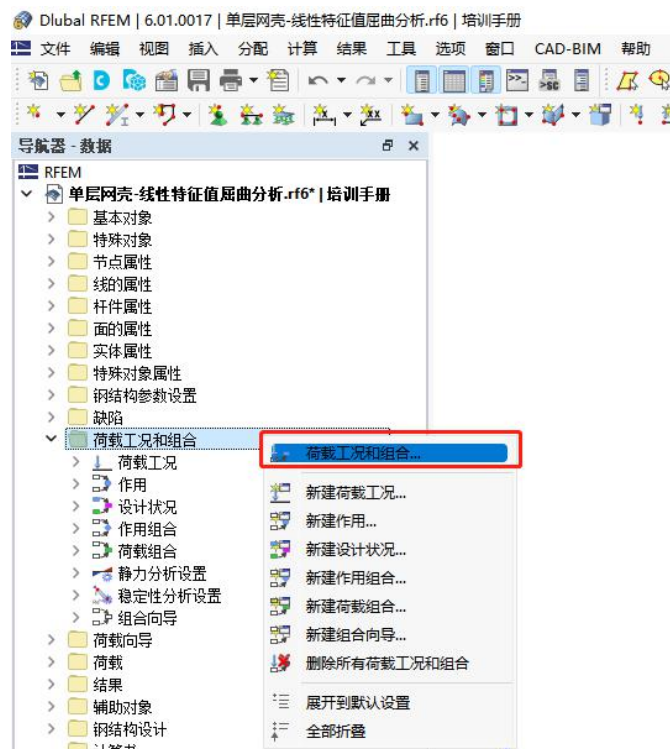 Dlubal RFEM | 6.01.0017 | 单层网壳-线性特征值屈曲分析.rf6 | 培训手册
文件 编辑 视图 插入 分配 计算 结果 工具 选项 窗口 CAD-BIM 帮助
导航器 - 数据
RFEM
单层网壳-线性特征值屈曲分析.rf6* | 培训手册
基本对象
特殊对象
节点属性
线的属性
杆件属性
面的属性
实体属性
特殊对象属性
钢结构参数设置
缺陷
荷载工况和组合
荷载工况
作用
设计状况
作用组合
荷载组合
静力分析设置
稳定性分析设置
组合向导
荷载向导
荷载
结果
辅助对象
钢结构设计
荷载工况和组合...
新建荷载工况...
新建作用...
新建设计状况...
新建作用组合...
新建荷载组合...
新建组合向导...
删除所有荷载工况和组合
展开到默认设置
全部折叠